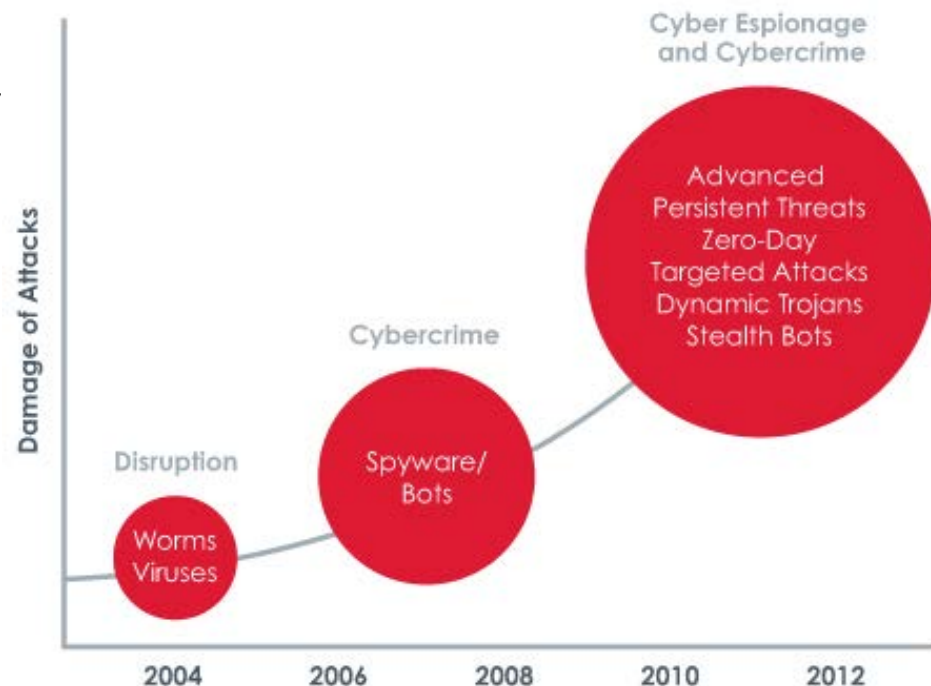 Cyber Espionage
and Cybercrime
Advanced
Persistent Threats
Zero-Day
Targeted Attacks
Dynamic Trojans
Stealth Bots
Cybercrime
Spyware/
Bots
Disruption
Worms
Viruses
Damage of Attacks
2004 2006 2008 2010 2012